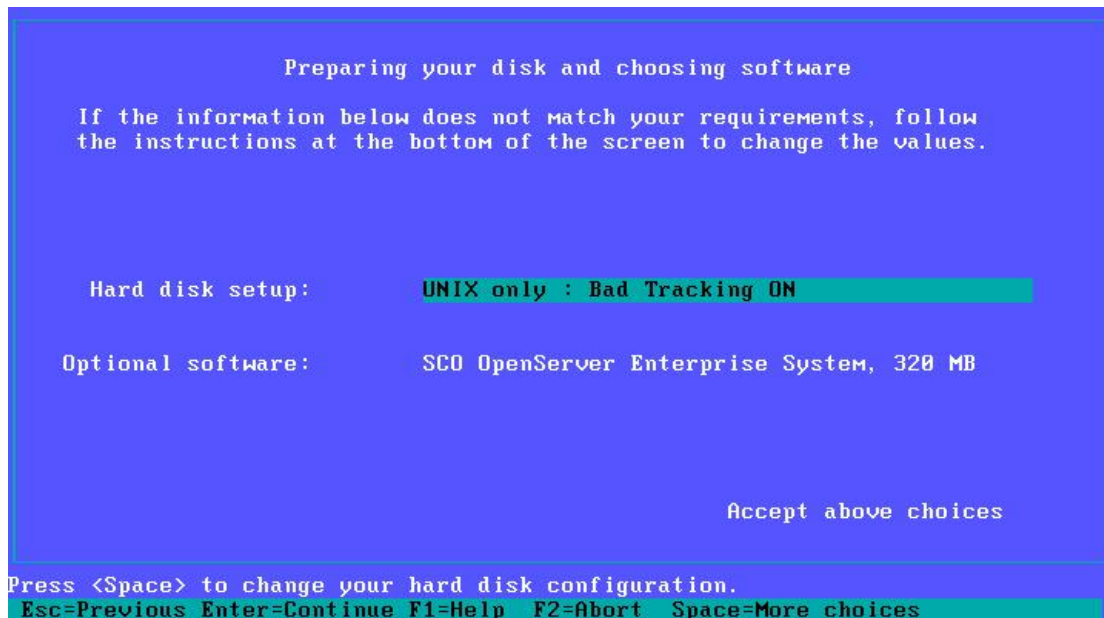 Preparing your disk and choosing software
If the information below does not match your requirements, follow
the instructions at the bottom of the screen to change the values.
Hard disk setup: UNIX only : Bad Tracking ON
Optional software: SCO OpenServer Enterprise System, 320 MB
Accept above choices
Press <Space> to change your hard disk configuration.
Esc=Previous Enter=Continue F1=Help F2=Abort Space=More choices